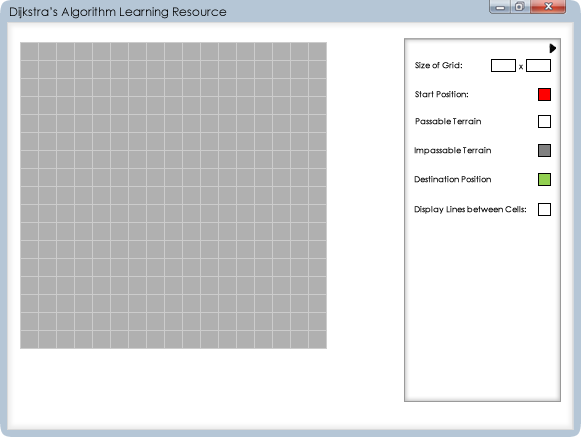 Dijkstra's Algorithm Learning Resource
Size of Grid: x
Start Position:
Passable Terrain
Impassable Terrain
Destination Position
Display Lines between Cells: